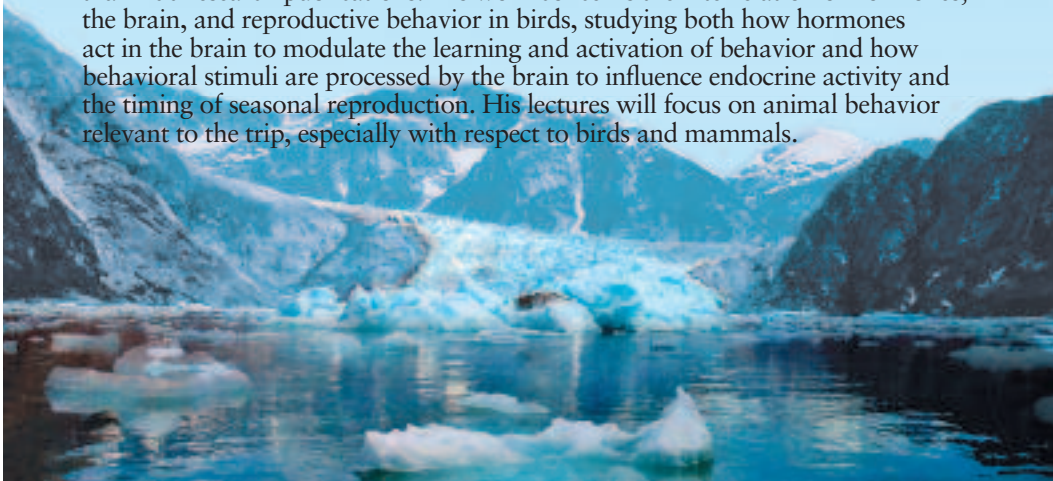 the brain, and reproductive behavior in birds, studying both how hormones
act in the brain to modulate the learning and activation of behavior and how
behavioral stimuli are processed by the brain to influence endocrine activity and
the timing of seasonal reproduction. His lectures will focus on animal behavior
relevant to the trip, especially with respect to birds and mammals.